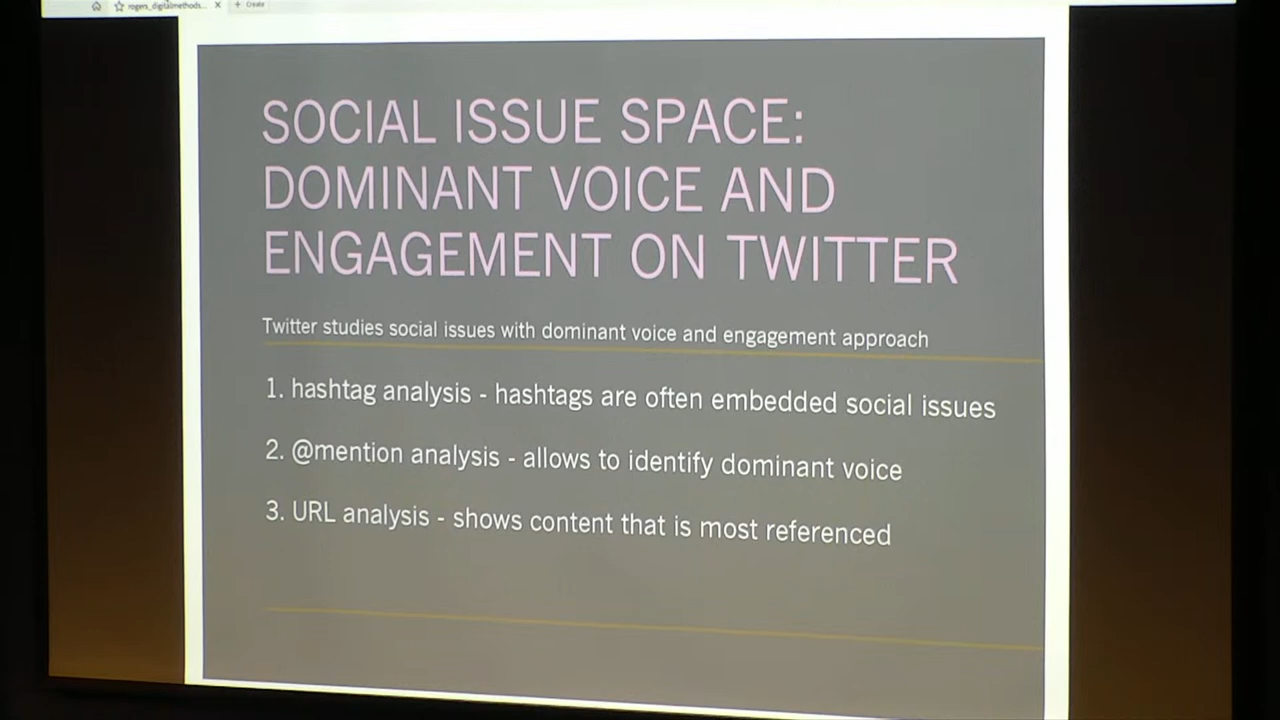 rogers_digitalmethods... × + Create
SOCIAL ISSUE SPACE:
DOMINANT VOICE AND
ENGAGEMENT ON TWITTER
Twitter studies social issues with dominant voice and engagement approach
1. hashtag analysis - hashtags are often embedded social issues
2. @mention analysis - allows to identify dominant voice
3. URL analysis - shows content that is most referenced